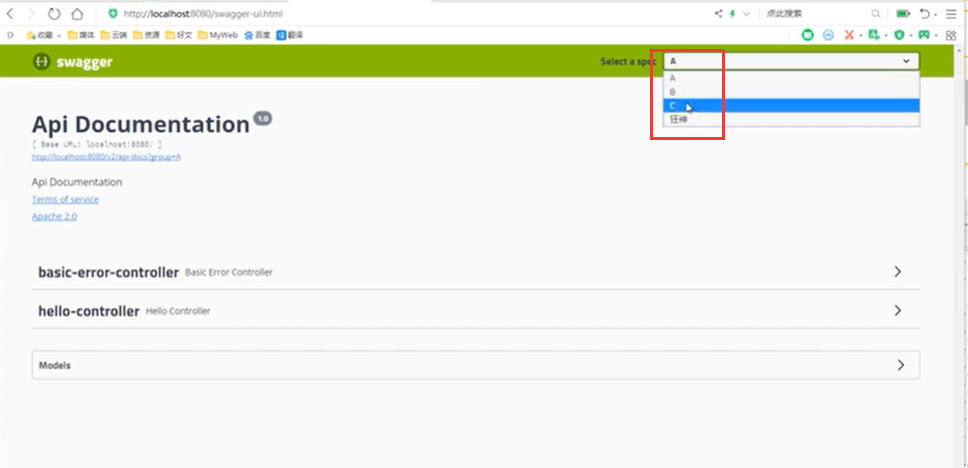 http://localhost:8080/swagger-ui.html
点此搜索
收藏 媒体 云端 资源 好文 MyWeb 百度 翻译
swagger
Select a spec
A
A
B
C
狂神
Api Documentation 1.0
[ Base URL: localhost:8080/ ]
http://localhost:8080/v2/api-docs?group=A
Api Documentation
Terms of service
Apache 2.0
basic-error-controller Basic Error Controller
hello-controller Hello Controller
Models